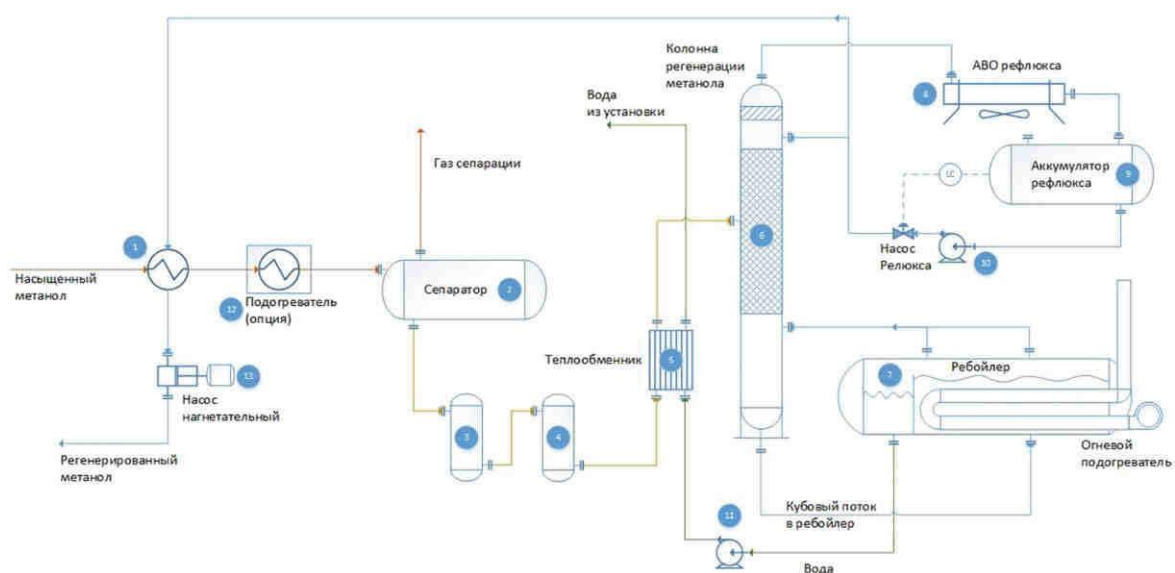 Колонна
регенерации
метанола
АВО рефлюкса
8
Вода
из установки
Газ сепарации
Аккумулятор
рефлюкса
9
LC
1
Насос
Релюкса
10
6
Насыщенный
метанол
12
Подогреватель
(опция)
Сепаратор
2
Теплообменник
5
Ребойлер
7
13
Насос
нагнетательный
3
4
Огневой
подогреватель
Регенерированный
метанол
Кубовый поток
в ребойлер
11
Вода